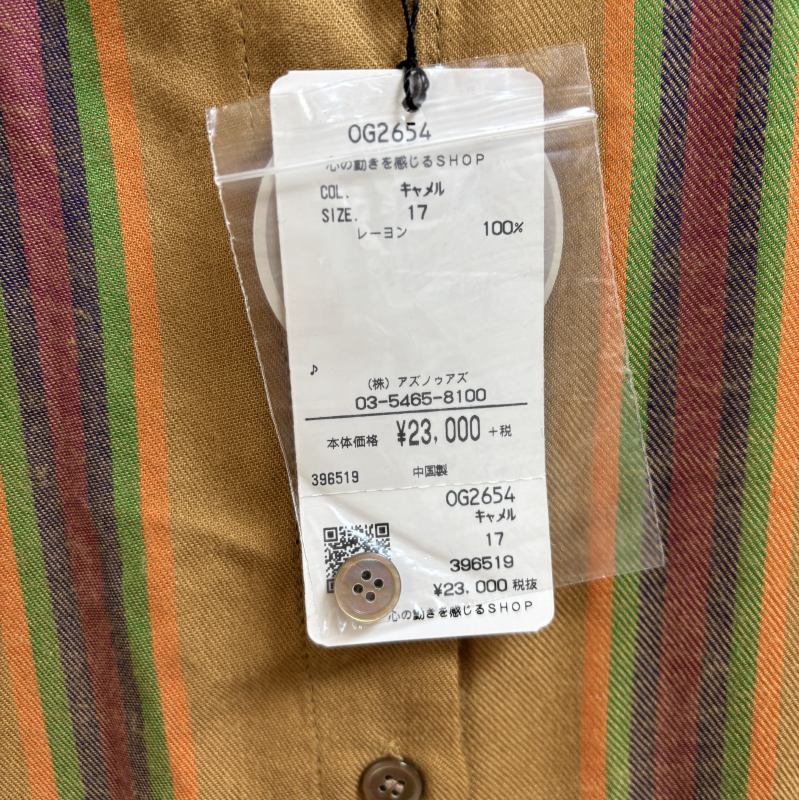 OG2654
心の動きを感じるSHOP
COL. キャメル
SIZE. 17
レーヨン 100%
♪
(株) アズノゥアズ
03-5465-8100
本体価格 ¥23,000 +税
396519 中国製
OG2654
キャメル
17
396519
¥23,000 税抜
心の動きを感じるSHOP